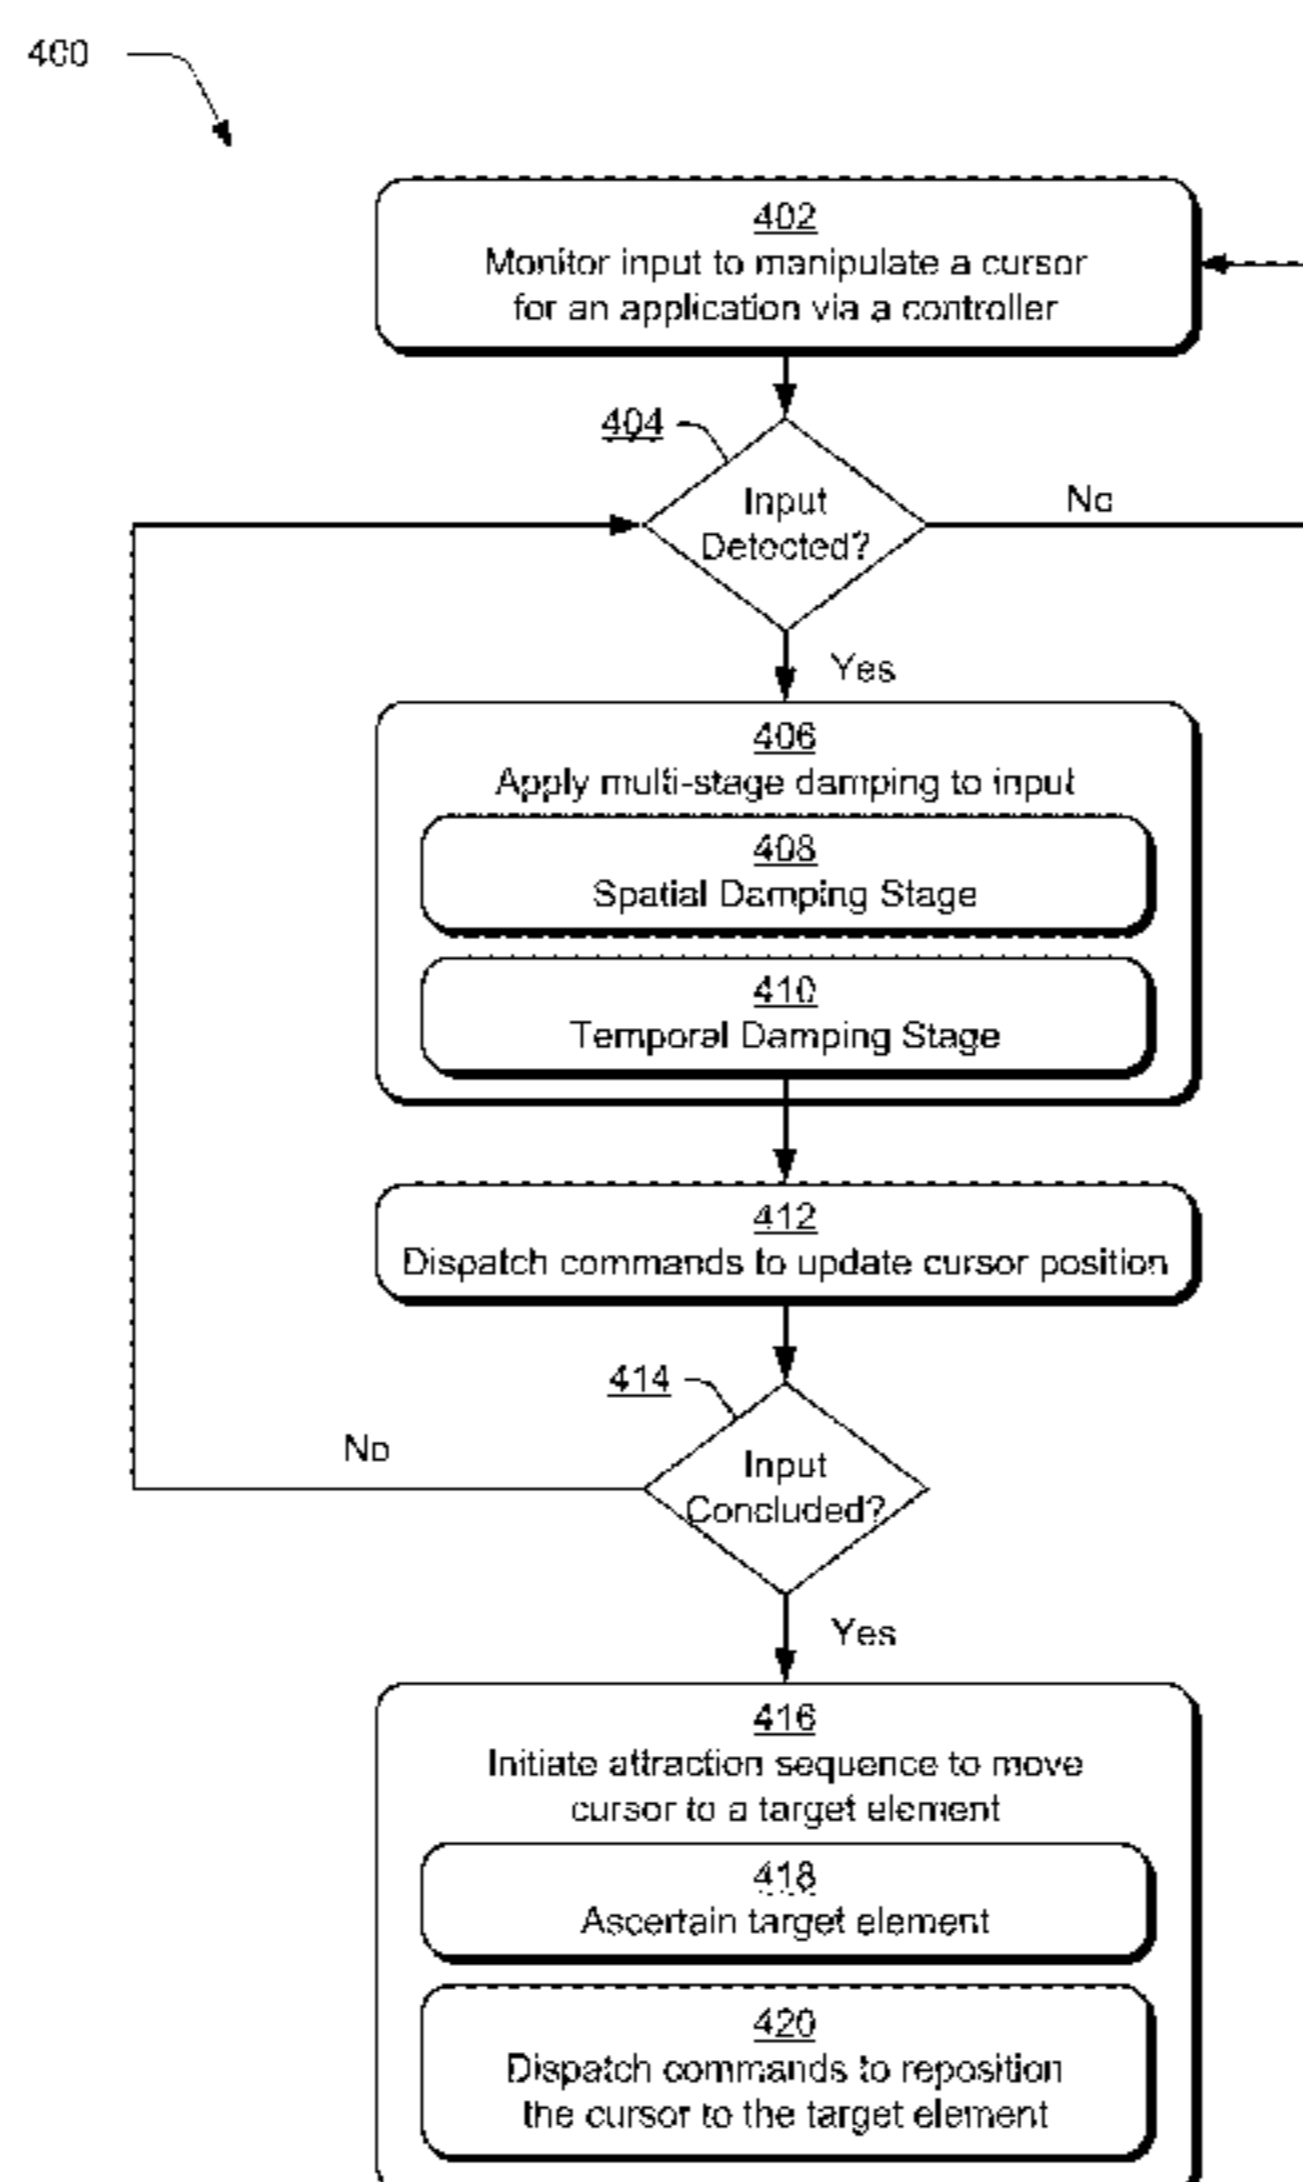 400
402
Monitor input to manipulate a cursor
for an application via a controller
404
Input
Detected?
No
Yes
406
Apply multi-stage damping to input
408
Spatial Damping Stage
410
Temporal Damping Stage
412
Dispatch commands to update cursor position
414
Input
Concluded?
No
Yes
416
Initiate attraction sequence to move
cursor to a target element
418
Ascertain target element
420
Dispatch commands to reposition
the cursor to the target element